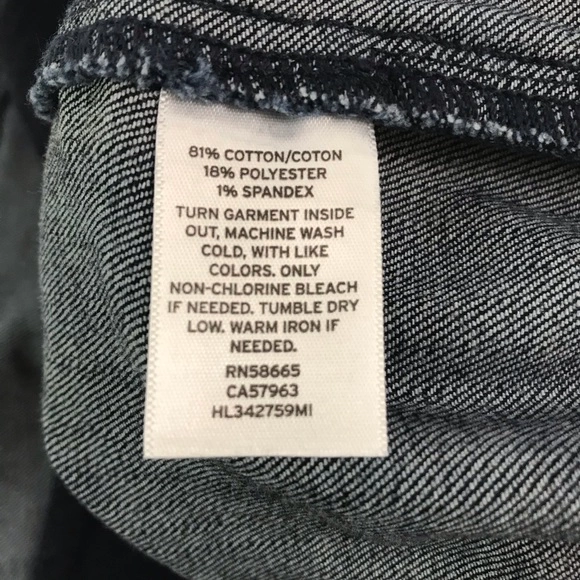 81% COTTON/COTON
18% POLYESTER
1% SPANDEX
TURN GARMENT INSIDE
OUT, MACHINE WASH
COLD, WITH LIKE
COLORS. ONLY
NON-CHLORINE BLEACH
IF NEEDED. TUMBLE DRY
LOW. WARM IRON IF
NEEDED.
RN58665
CA57963
HL342759MI